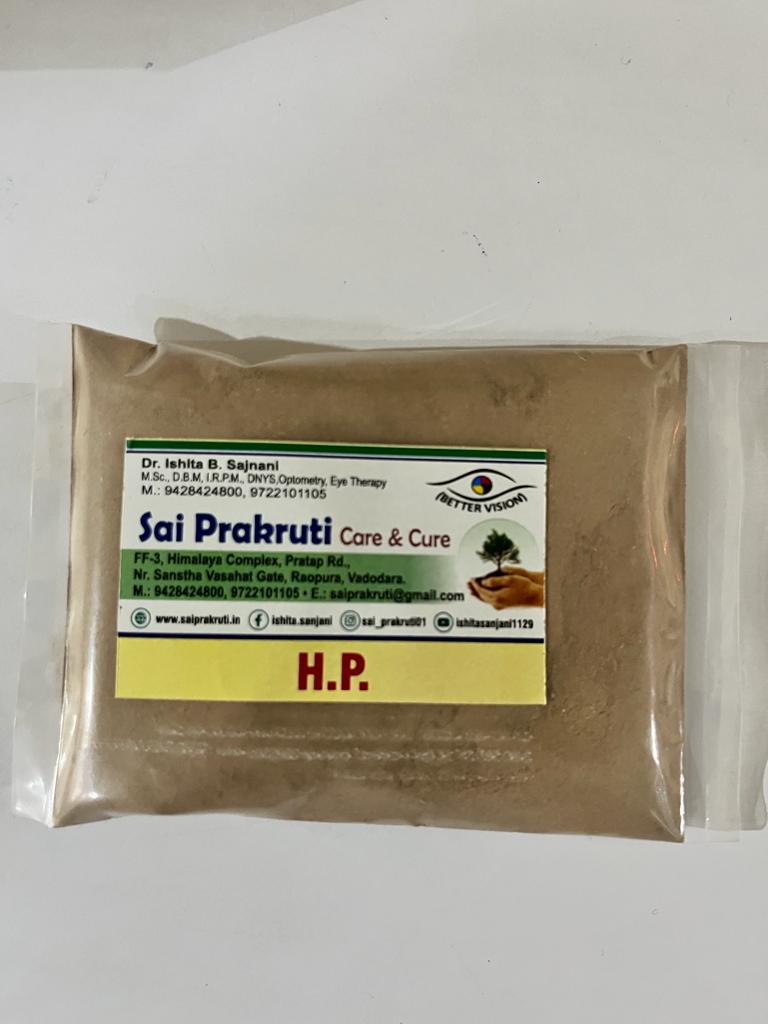 Dr. Ishita B. Sajnani
M.Sc., D.B.M, I.R.P.M., DNYS,Optometry, Eye Therapy
M.: 9428424800, 9722101105
(BETTER VISION)
Sai Prakruti Care & Cure
FF-3, Himalaya Complex, Pratap Rd.,
Nr. Sanstha Vasahat Gate, Raopura, Vadodara.
M.: 9428424800, 9722101105 • E.: saiprakruti@gmail.com
www.saiprakruti.in ishita.sanjani sai_prakruti01 ishitasanjani1129
H.P.